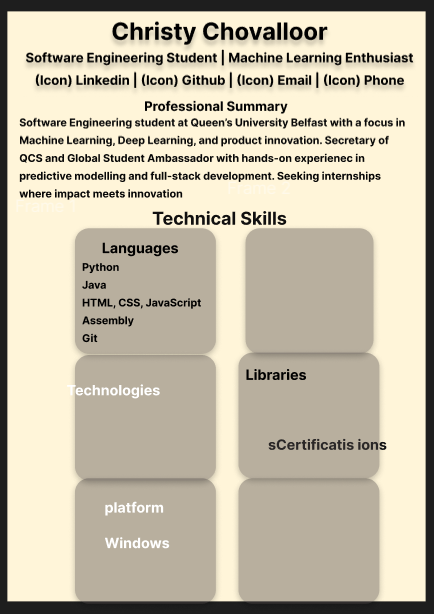 Christy Chovalloor
Software Engineering Student | Machine Learning Enthusiast
(Icon) Linkedin | (Icon) Github | (Icon) Email | (Icon) Phone
Professional Summary
Software Engineering student at Queen's University Belfast with a focus in
Machine Learning, Deep Learning, and product innovation. Secretary of
QCS and Global Student Ambassador with hands-on experienec in
predictive modelling and full-stack development. Seeking internships
where impact meets innovation
Technical Skills
Languages
Python
Java
HTML, CSS, JavaScript
Assembly
Git
Technologies
Libraries
sCertificatis ions
platform
Windows